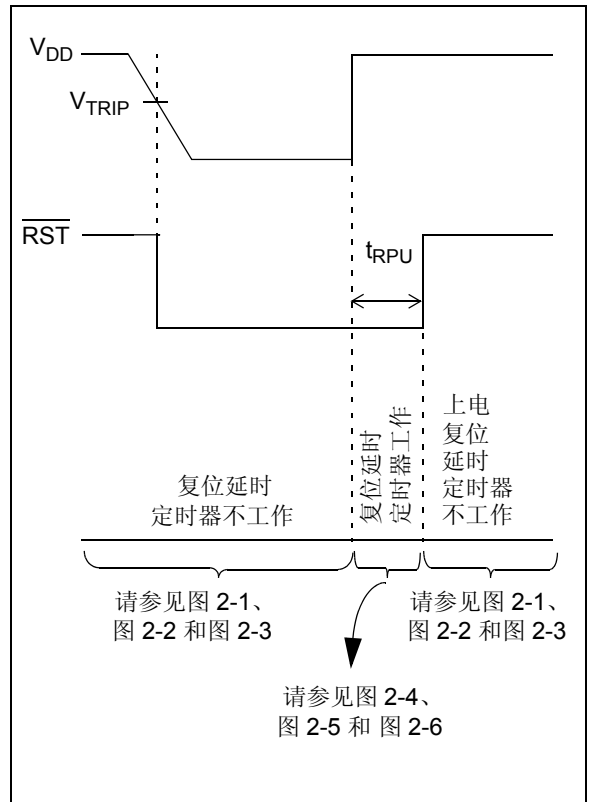 VDD
VTRIP
RST
tRPU
复位延时
定时器不工作
复位延时
定时器工作
上电
复位
延时
定时器
不工作
请参见图 2-1、
图 2-2 和图 2-3
请参见图 2-1、
图 2-2 和图 2-3
请参见图 2-4、
图 2-5 和 图 2-6